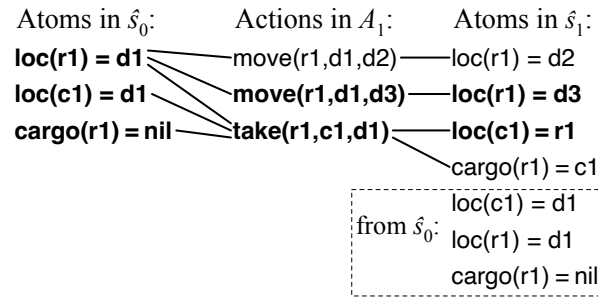 Atoms in ŝ₀: Actions in A₁: Atoms in ŝ₁:
loc(r1) = d1 move(r1,d1,d2) loc(r1) = d2
loc(c1) = d1 move(r1,d1,d3) loc(r1) = d3
cargo(r1) = nil take(r1,c1,d1) loc(c1) = r1
cargo(r1) = c1
from ŝ₀: loc(c1) = d1
loc(r1) = d1
cargo(r1) = nil